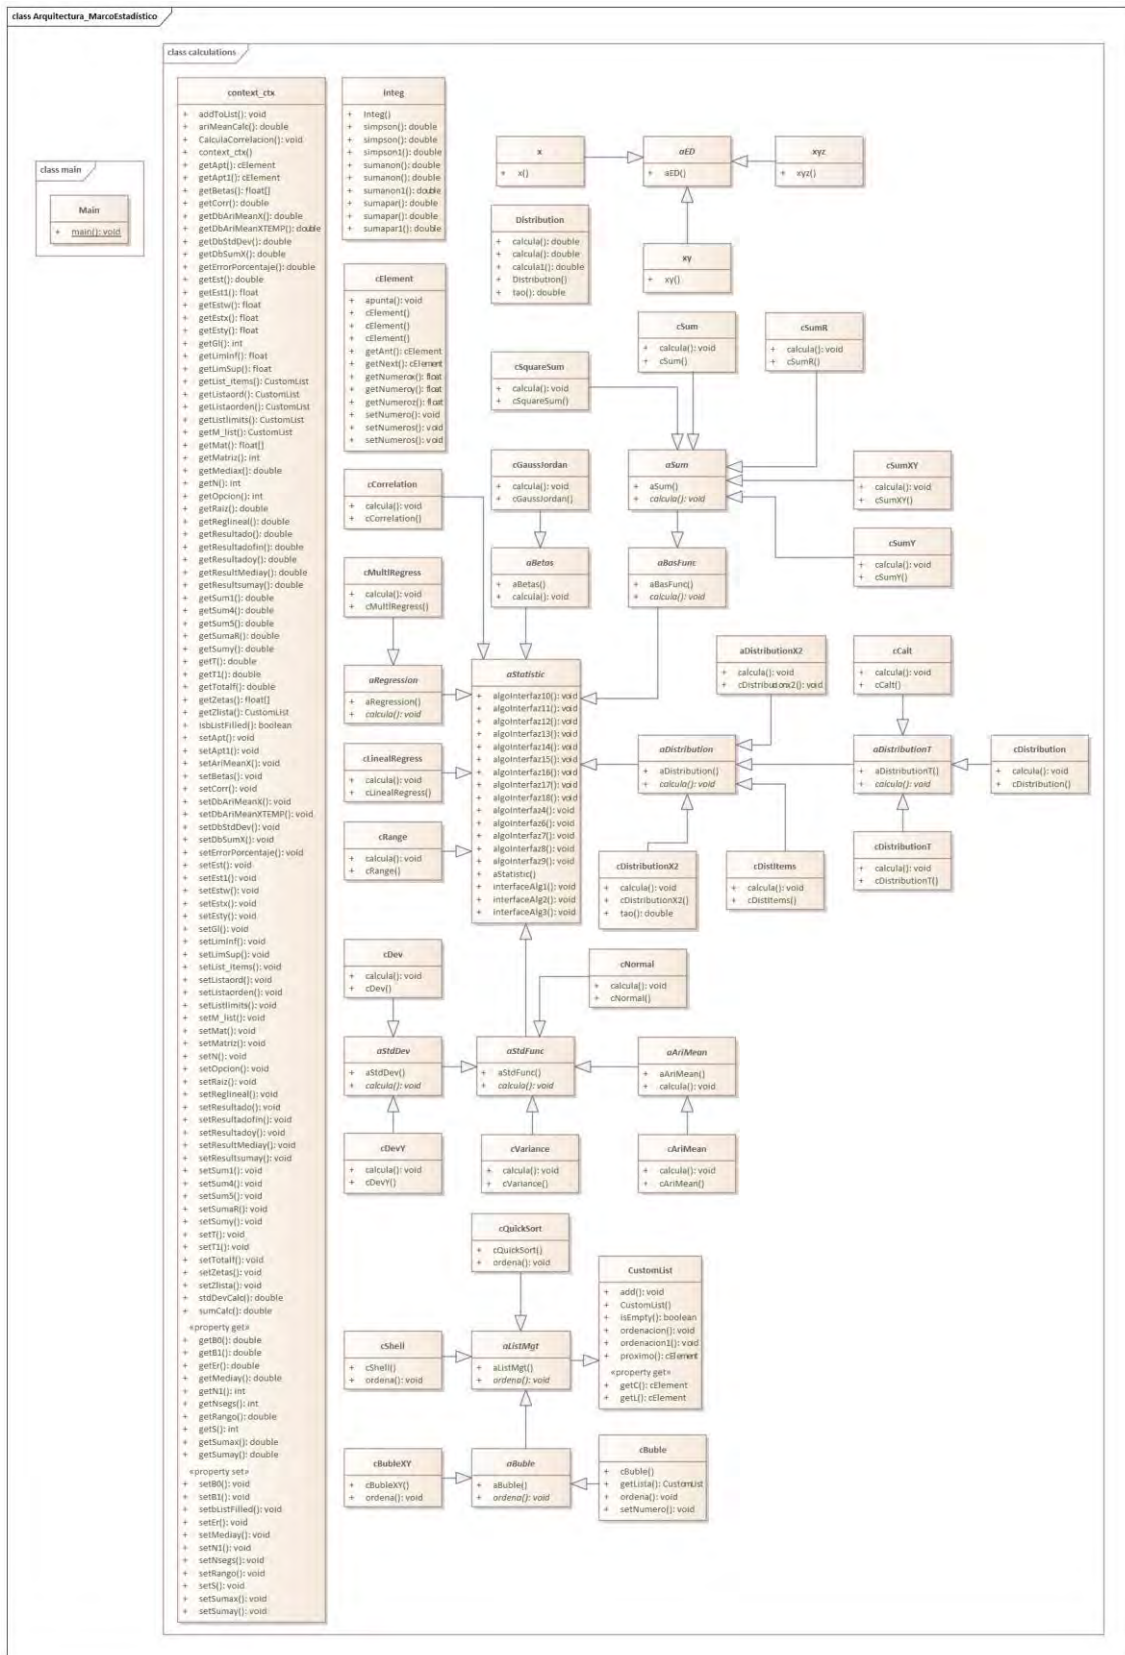 class Arquitectura_MarcoEstadístico
class calculations
context_ctx
+ addToList(): void
+ ariMeanCalc(): double
+ CalculaCorrelacion(): void
+ context_ctx()
+ getApt(): cElement
+ getApt1(): cElement
+ getBetas(): float[]
+ getCorr(): double
+ getDbAriMeanX(): double
+ getDbAriMeanXTEMP(): double
+ getDbStdDev(): double
+ getDbSumX(): double
+ getErrorPorcentaje(): double
+ getEst(): double
+ getEst1(): float
+ getEstw(): float
+ getEstx(): float
+ getEsty(): float
+ getGl(): int
+ getLimInf(): float
+ getLimSup(): float
+ getList_items(): CustomList
+ getListaord(): CustomList
+ getListaorden(): CustomList
+ getListlimits(): CustomList
+ getM_list(): CustomList
+ getMat(): float[]
+ getMatriz(): int
+ getMediax(): double
+ getN(): int
+ getOpcion(): int
+ getRaiz(): double
+ getReglineal(): double
+ getResultado(): double
+ getResultadofin(): double
+ getResultadoy(): double
+ getResultMediay(): double
+ getResultsumay(): double
+ getSum1(): double
+ getSum4(): double
+ getSum5(): double
+ getSumaR(): double
+ getSumy(): double
+ getT(): double
+ getT1(): double
+ getTotalf(): double
+ getZetas(): float[]
+ getZlista(): CustomList
+ isbListFilled(): boolean
+ setApt(): void
+ setApt1(): void
+ setAriMeanX(): void
+ setBetas(): void
+ setCorr(): void
+ setDbAriMeanX(): void
+ setDbAriMeanXTEMP(): void
+ setDbStdDev(): void
+ setDbSumX(): void
+ setErrorPorcentaje(): void
+ setEst(): void
+ setEst1(): void
+ setEstw(): void
+ setEstx(): void
+ setEsty(): void
+ setGl(): void
+ setLimInf(): void
+ setLimSup(): void
+ setList_items(): void
+ setListaord(): void
+ setListaorden(): void
+ setListlimits(): void
+ setM_list(): void
+ setMat(): void
+ setMatriz(): void
+ setN(): void
+ setOpcion(): void
+ setRaiz(): void
+ setReglineal(): void
+ setResultado(): void
+ setResultadofin(): void
+ setResultadoy(): void
+ setResultMediay(): void
+ setResultsumay(): void
+ setSum1(): void
+ setSum4(): void
+ setSum5(): void
+ setSumaR(): void
+ setSumy(): void
+ setT(): void
+ setT1(): void
+ setTotalf(): void
+ setZetas(): void
+ setZlista(): void
+ stdDevCalc(): double
+ sumCalc(): double
«property get»
+ getB0(): double
+ getB1(): double
+ getEr(): double
+ getMediay(): double
+ getN1(): int
+ getNsegs(): int
+ getRango(): double
+ getS(): int
+ getSumax(): double
+ getSumay(): double
«property set»
+ setB0(): void
+ setB1(): void
+ setbListFilled(): void
+ setEr(): void
+ setMediay(): void
+ setN1(): void
+ setNsegs(): void
+ setRango(): void
+ setS(): void
+ setSumax(): void
+ setSumay(): void
class main
Main
+ main(): void
Integ
+ Integ()
+ simpson(): double
+ simpson(): double
+ simpson1(): double
+ sumanon(): double
+ sumanon(): double
+ sumanon1(): double
+ sumapar(): double
+ sumapar(): double
+ sumapar1(): double
x
+ x()
aED
+ aED()
xyz
+ xyz()
Distribution
+ calcula(): double
+ calcula(): double
+ calcula1(): double
+ Distribution()
+ tao(): double
xy
+ xy()
cElement
+ apunta(): void
+ cElement()
+ cElement()
+ cElement()
+ getAnt(): cElement
+ getNext(): cElement
+ getNumerox(): float
+ getNumeroy(): float
+ getNumeroz(): float
+ setNumero(): void
+ setNumeros(): void
+ setNumeros(): void
cSum
+ calcula(): void
+ cSum()
cSumR
+ calcula(): void
+ cSumR()
cSquareSum
+ calcula(): void
+ cSquareSum()
cCorrelation
+ calcula(): void
+ cCorrelation()
cGaussJordan
+ calcula(): void
+ cGaussJordan()
aSum
+ aSum()
+ calcula(): void
cSumXY
+ calcula(): void
+ cSumXY()
cSumY
+ calcula(): void
+ cSumY()
cMultiRegress
+ calcula(): void
+ cMultiRegress()
aBetas
+ aBetas()
+ calcula(): void
aBasFunc
+ aBasFunc()
+ calcula(): void
aRegression
+ aRegression()
+ calcula(): void
aStatistic
+ algoInterfaz10(): void
+ algoInterfaz11(): void
+ algoInterfaz12(): void
+ algoInterfaz13(): void
+ algoInterfaz14(): void
+ algoInterfaz15(): void
+ algoInterfaz16(): void
+ algoInterfaz17(): void
+ algoInterfaz18(): void
+ algoInterfaz4(): void
+ algoInterfaz6(): void
+ algoInterfaz7(): void
+ algoInterfaz8(): void
+ algoInterfaz9(): void
+ aStatistic()
+ interfaceAlg1(): void
+ interfaceAlg2(): void
+ interfaceAlg3(): void
aDistributionX2
+ calcula(): void
+ cDistributionx2(): void
cCalt
+ calcula(): void
+ cCalt()
cLinealRegress
+ calcula(): void
+ cLinealRegress()
aDistribution
+ aDistribution()
+ calcula(): void
aDistributionT
+ aDistributionT()
+ calcula(): void
cDistribution
+ calcula(): void
+ cDistribution()
cRange
+ calcula(): void
+ cRange()
cDistributionX2
+ calcula(): void
+ cDistributionX2()
+ tao(): double
cDistItems
+ calcula(): void
+ cDistItems()
cDistributionT
+ calcula(): void
+ cDistributionT()
cDev
+ calcula(): void
+ cDev()
cNormal
+ calcula(): void
+ cNormal()
aStdDev
+ aStdDev()
+ calcula(): void
aStdFunc
+ aStdFunc()
+ calcula(): void
aAriMean
+ aAriMean()
+ calcula(): void
cDevY
+ calcula(): void
+ cDevY()
cVariance
+ calcula(): void
+ cVariance()
cAriMean
+ calcula(): void
+ cAriMean()
cQuickSort
+ cQuickSort()
+ ordena(): void
CustomList
+ add(): void
+ CustomList()
+ isEmpty(): boolean
+ ordenacion(): void
+ ordenacion1(): void
+ proximo(): cElement
«property get»
+ getC(): cElement
+ getL(): cElement
cShell
+ cShell()
+ ordena(): void
aListMgt
+ aListMgt()
+ ordena(): void
cBubleXY
+ cBubleXY()
+ ordena(): void
aBuble
+ aBuble()
+ ordena(): void
cBuble
+ cBuble()
+ getLista(): CustomList
+ ordena(): void
+ setNumero(): void